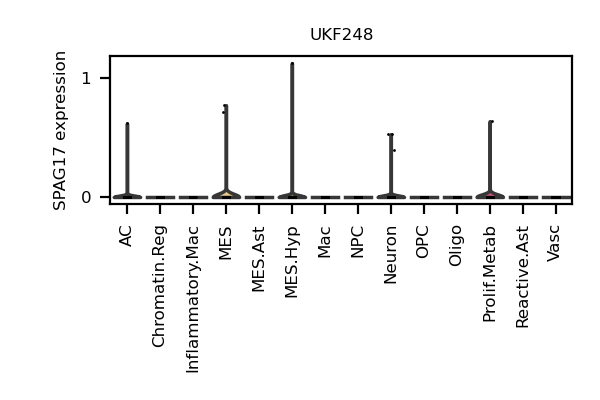 UKF248
SPAG17 expression
1
0
AC
Chromatin.Reg
Inflammatory.Mac
MES
MES.Ast
MES.Hyp
Mac
NPC
Neuron
OPC
Oligo
Prolif.Metab
Reactive.Ast
Vasc